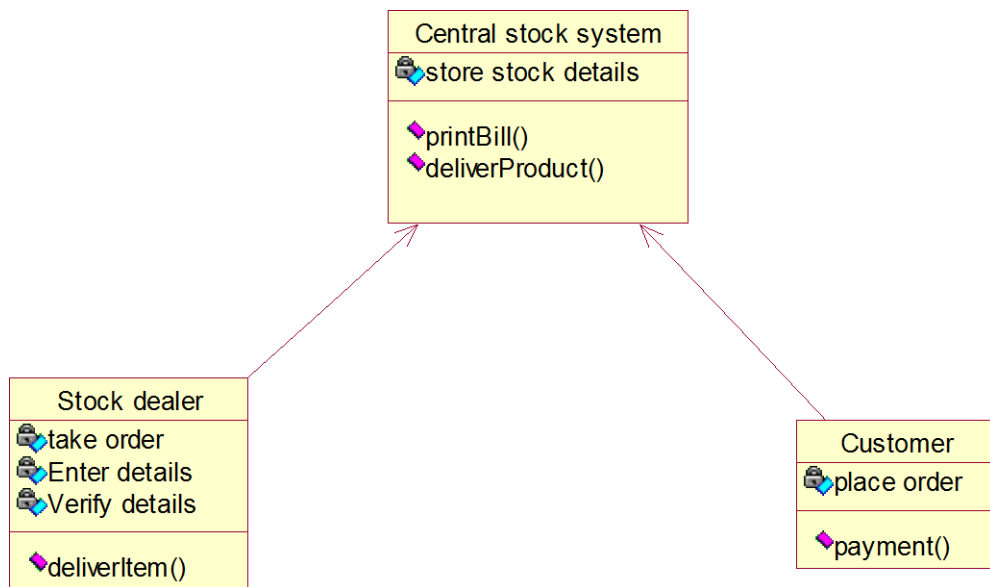 Central stock system
store stock details
printBill()
deliverProduct()
Stock dealer
take order
Enter details
Verify details
deliverItem()
Customer
place order
payment()